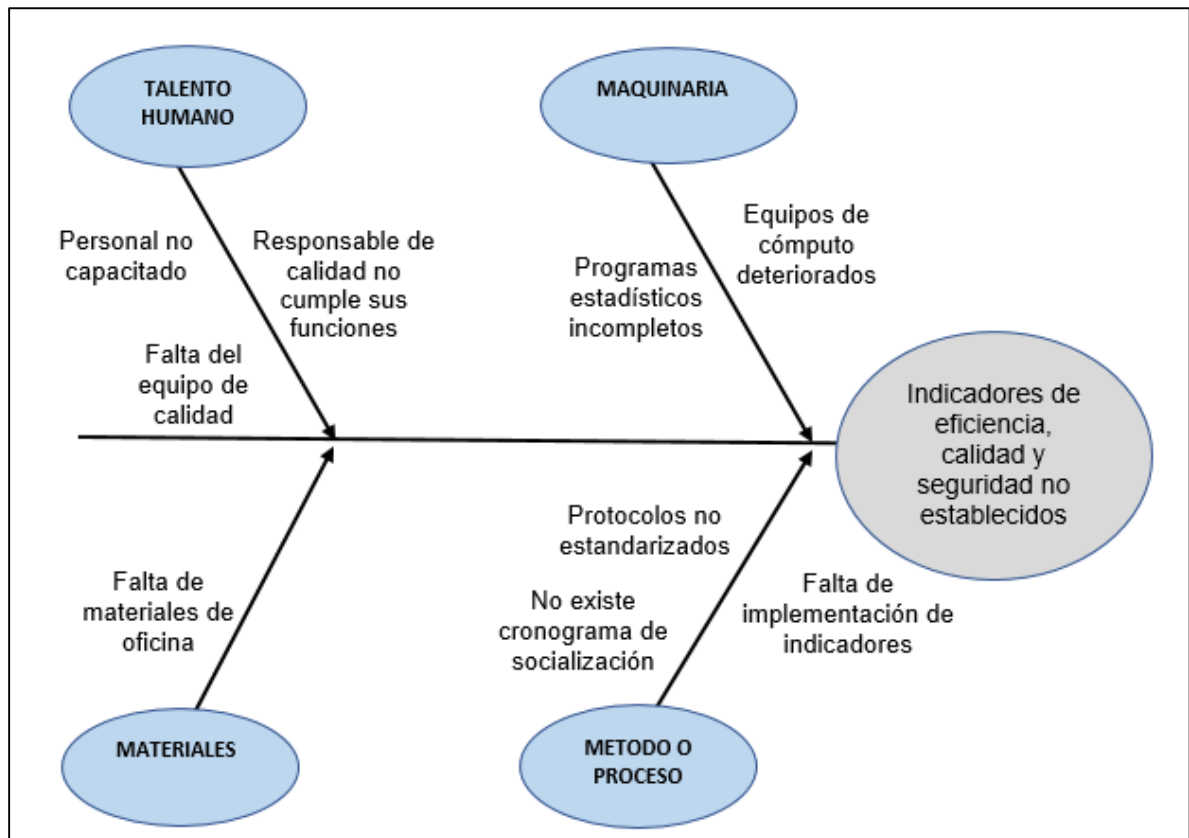 TALENTO
HUMANO
MAQUINARIA
Personal no
capacitado
Responsable de
calidad no
cumple sus
funciones
Falta del
equipo de
calidad
Programas
estadísticos
incompletos
Equipos de
cómputo
deteriorados
Indicadores de
eficiencia,
calidad y
seguridad no
establecidos
Falta de
materiales de
oficina
Protocolos no
estandarizados
No existe
cronograma de
socialización
Falta de
implementación de
indicadores
MATERIALES
METODO O
PROCESO